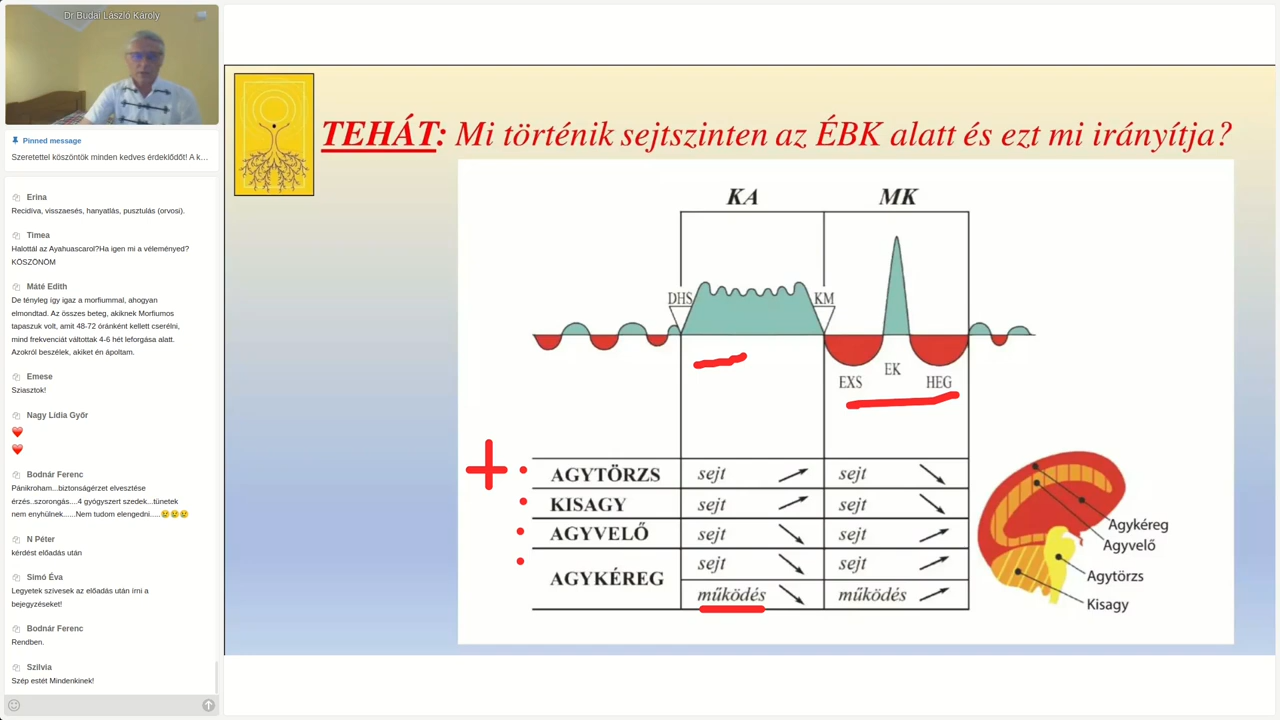 Dr Budai László Károly
Pinned message
Szeretettel köszöntök minden kedves érdeklődőt! A k…
Erina
Recidíva, visszaesés, hanyatlás, pusztulás (orvosi).
Timea
Halottál az Ayahuascarol?Ha igen mi a véleményed?
KÖSZÖNÖM
Máté Edith
De tényleg így igaz a morfiummal, ahogyan
elmondtad. Az összes beteg, akiknek Morfiumos
tapaszuk volt, amit 48-72 óránként kellett cserélni,
mind frekvenciát váltottak 4-6 hét leforgása alatt.
Azokról beszélek, akiket én ápoltam.
Emese
Sziasztok!
Nagy Lídia Győr
Bodnár Ferenc
Pánikroham...biztonságérzet elvesztése
érzés..szorongás....4 gyógyszert szedek...tünetek
nem enyhülnek......Nem tudom elengedni.....
N Péter
kérdést előadás után
Simó Éva
Legyetek szívesek az előadás után írni a
bejegyzéseket!
Bodnár Ferenc
Rendben.
Szilvia
Szép estét Mindenkinek!
TEHÁT: Mi történik sejtszinten az ÉBK alatt és ezt mi irányítja?
KA MK
DHS KM
EXS EK HEG
AGYTÖRZS sejt sejt
KISAGY sejt sejt
AGYVELŐ sejt sejt
AGYKÉREG sejt sejt
működés működés
Agykéreg
Agyvelő
Agytörzs
Kisagy